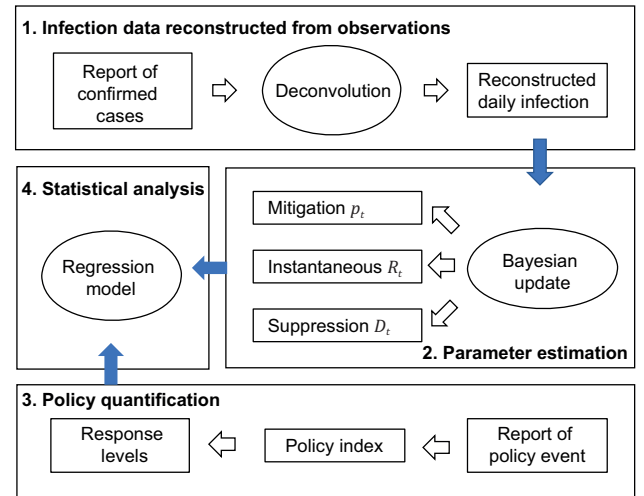 1. Infection data reconstructed from observations
Report of
confirmed
cases
Deconvolution
Reconstructed
daily infection
4. Statistical analysis
Regression
model
Mitigation pₜ
Instantaneous Rₜ
Suppression Dₜ
Bayesian
update
2. Parameter estimation
3. Policy quantification
Response
levels
Policy index
Report of
policy event